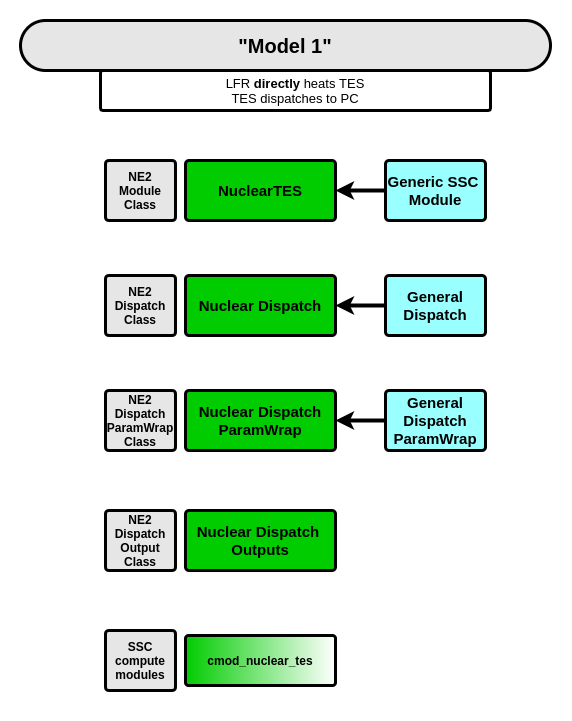 "Model 1"
LFR directly heats TES
TES dispatches to PC
NE2
Module
Class
NuclearTES
Generic SSC
Module
NE2
Dispatch
Class
Nuclear Dispatch
General
Dispatch
NE2
Dispatch
ParamWrap
Class
Nuclear Dispatch
ParamWrap
General
Dispatch
ParamWrap
NE2
Dispatch
Output
Class
Nuclear Dispatch
Outputs
SSC
compute
modules
cmod_nuclear_tes